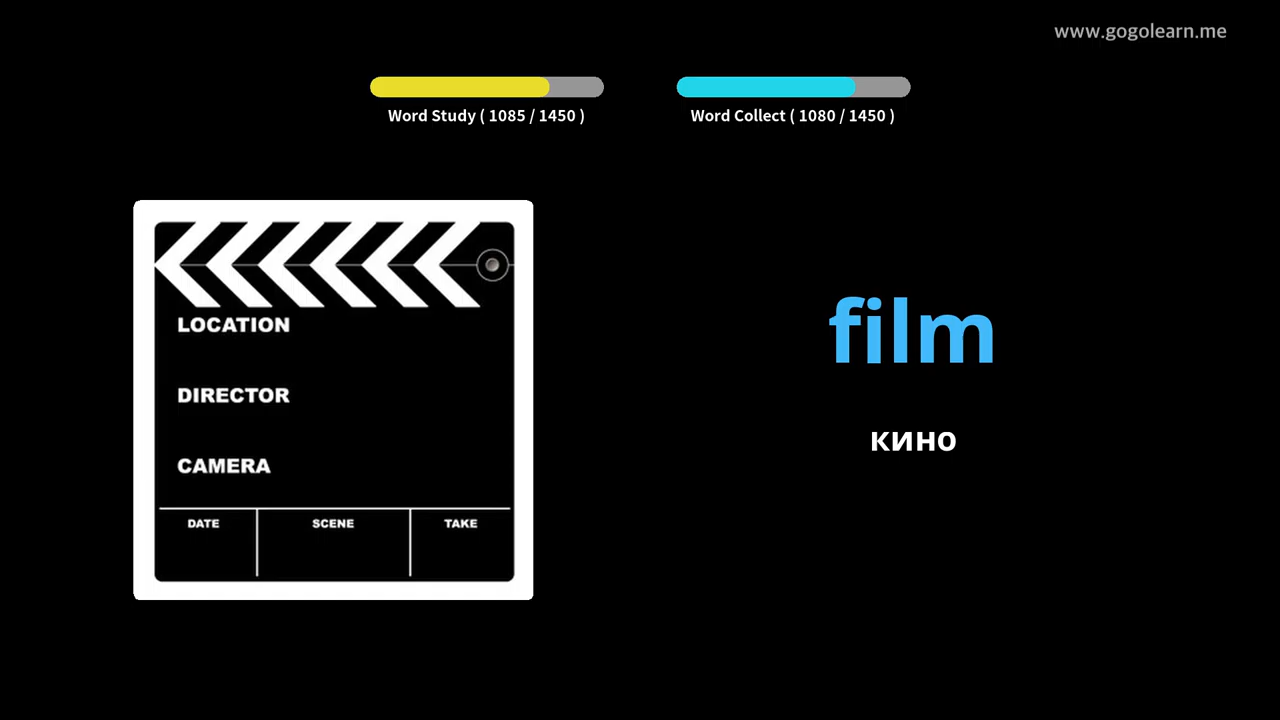 www.gogolearn.me
Word Study ( 1085 / 1450 )
Word Collect ( 1080 / 1450 )
LOCATION
DIRECTOR
CAMERA
DATE
SCENE
TAKE
film
кино